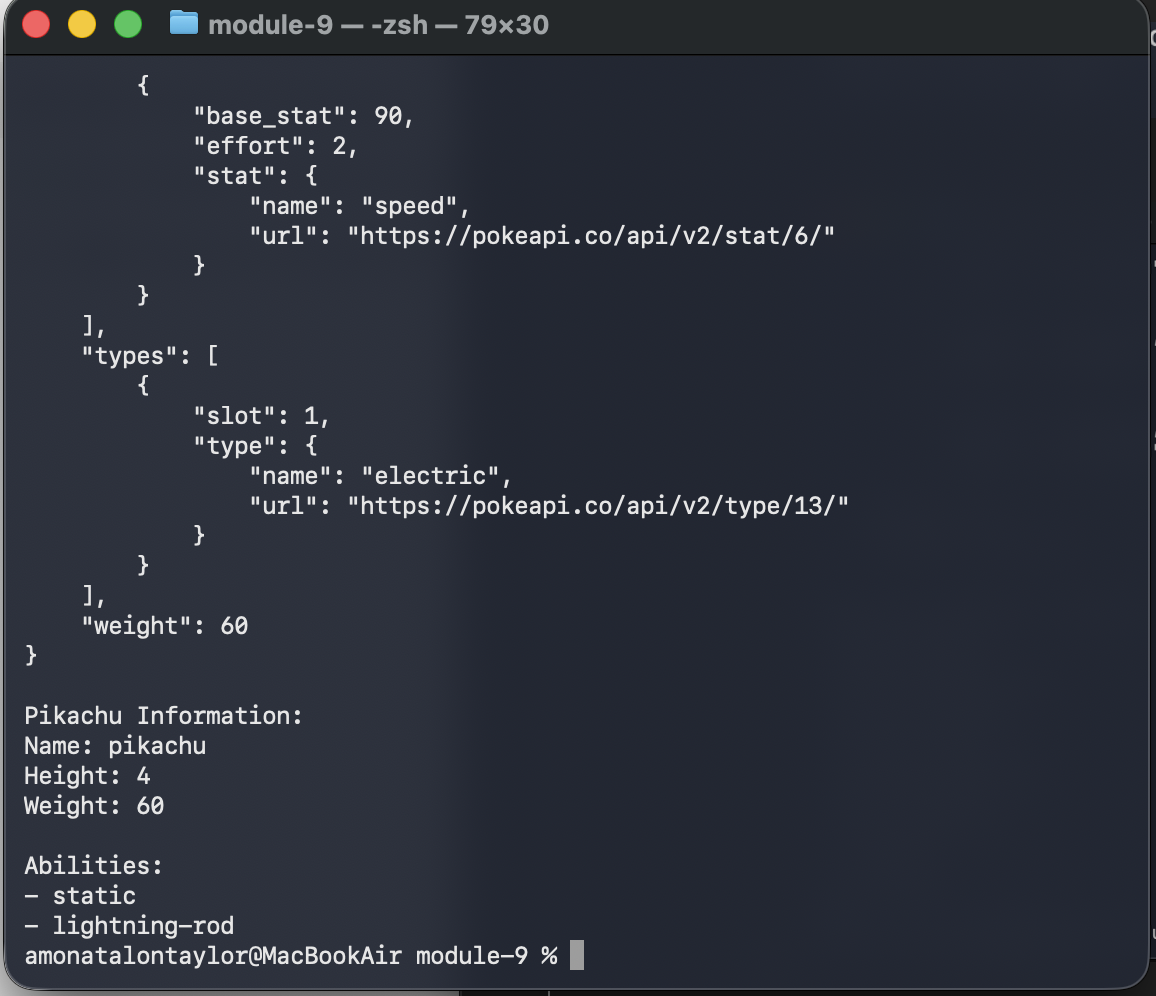 module-9 — -zsh — 79×30
{
"base_stat": 90,
"effort": 2,
"stat": {
"name": "speed",
"url": "https://pokeapi.co/api/v2/stat/6/"
}
}
],
"types": [
{
"slot": 1,
"type": {
"name": "electric",
"url": "https://pokeapi.co/api/v2/type/13/"
}
}
],
"weight": 60
}
Pikachu Information:
Name: pikachu
Height: 4
Weight: 60
Abilities:
- static
- lightning-rod
amonatalontaylor@MacBookAir module-9 %